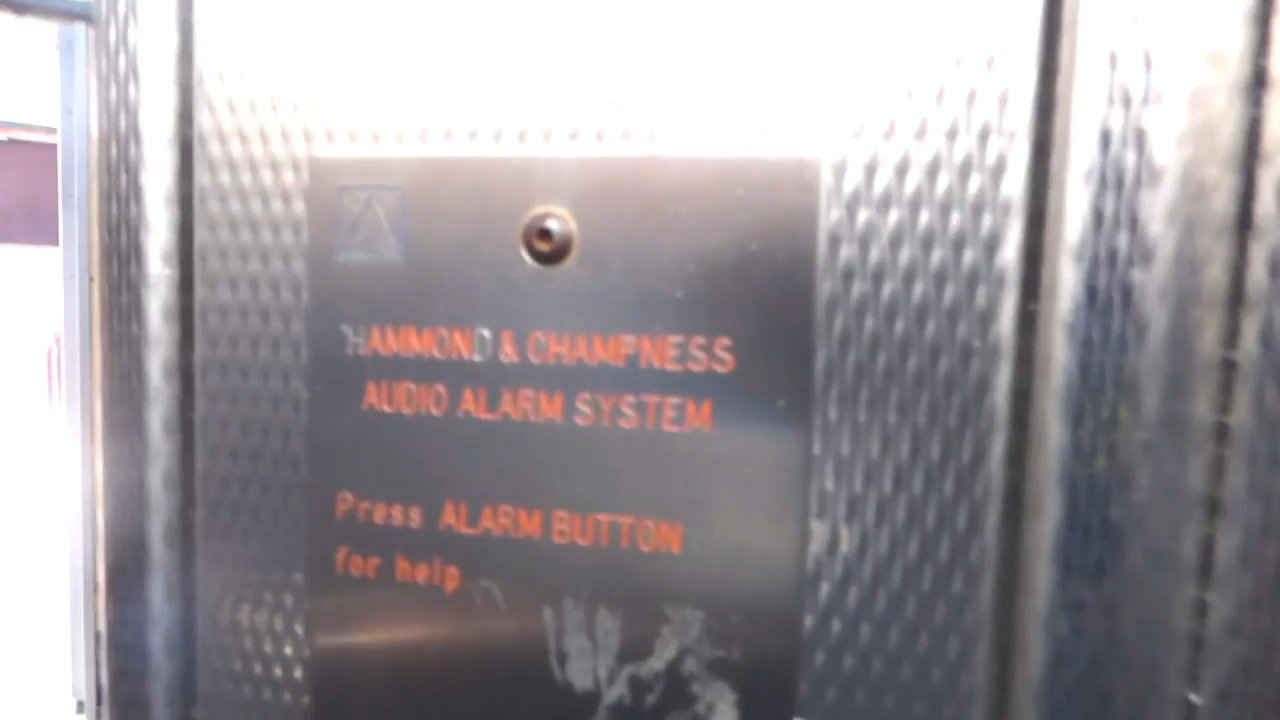 HAMMOND & CHAMPNESS
AUDIO ALARM SYSTEM.
Press ALARM BUTTON
for help